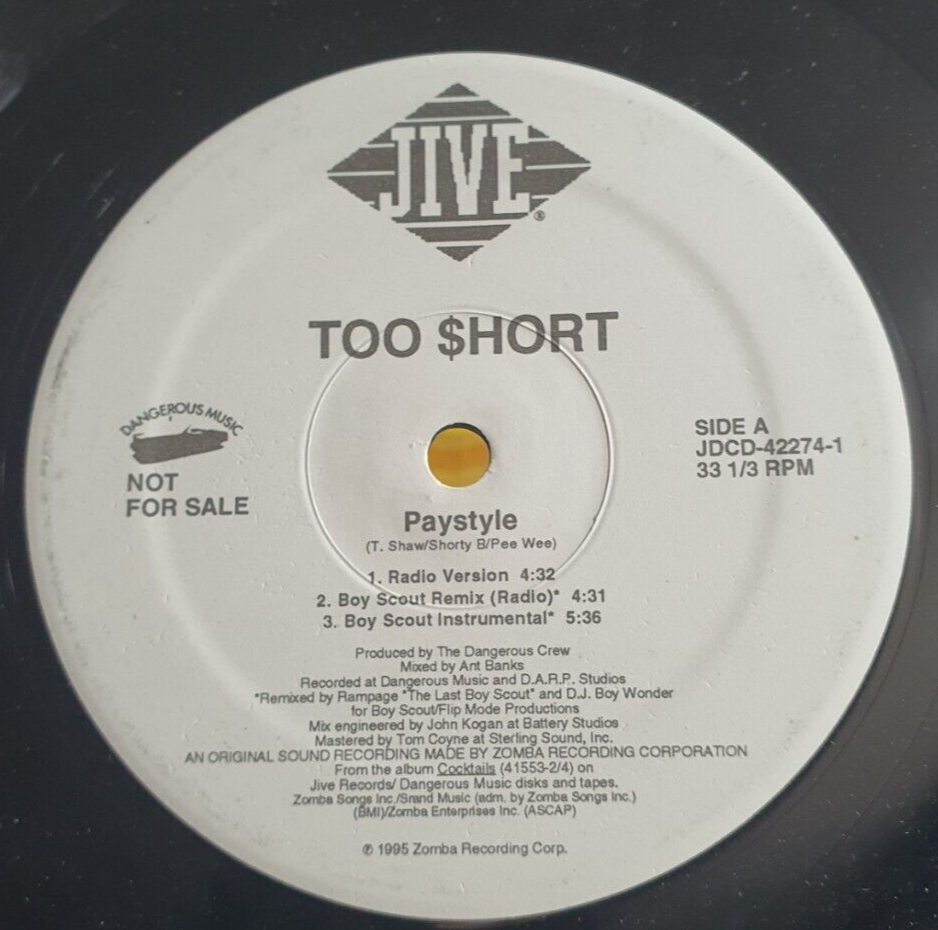 JIVE®
TOO $HORT
DANGEROUS MUSIC
NOT
FOR SALE
SIDE A
JDCD-42274-1
33 1/3 RPM
Paystyle
(T. Shaw/Shorty B/Pee Wee)
1. Radio Version 4:32
2. Boy Scout Remix (Radio)* 4:31
3. Boy Scout Instrumental* 5:36
Produced by The Dangerous Crew
Mixed by Ant Banks
Recorded at Dangerous Music and D.A.R.P. Studios
*Remixed by Rampage "The Last Boy Scout" and D.J. Boy Wonder
for Boy Scout/Flip Mode Productions
Mix engineered by John Kogan at Battery Studios
Mastered by Tom Coyne at Sterling Sound, Inc.
AN ORIGINAL SOUND RECORDING MADE BY ZOMBA RECORDING CORPORATION
From the album Cocktails (41553-2/4) on
Jive Records/ Dangerous Music disks and tapes.
Zomba Songs Inc./Srand Music (adm. by Zomba Songs Inc.)
(BMI)/Zomba Enterprises Inc. (ASCAP)
℗ 1995 Zomba Recording Corp.